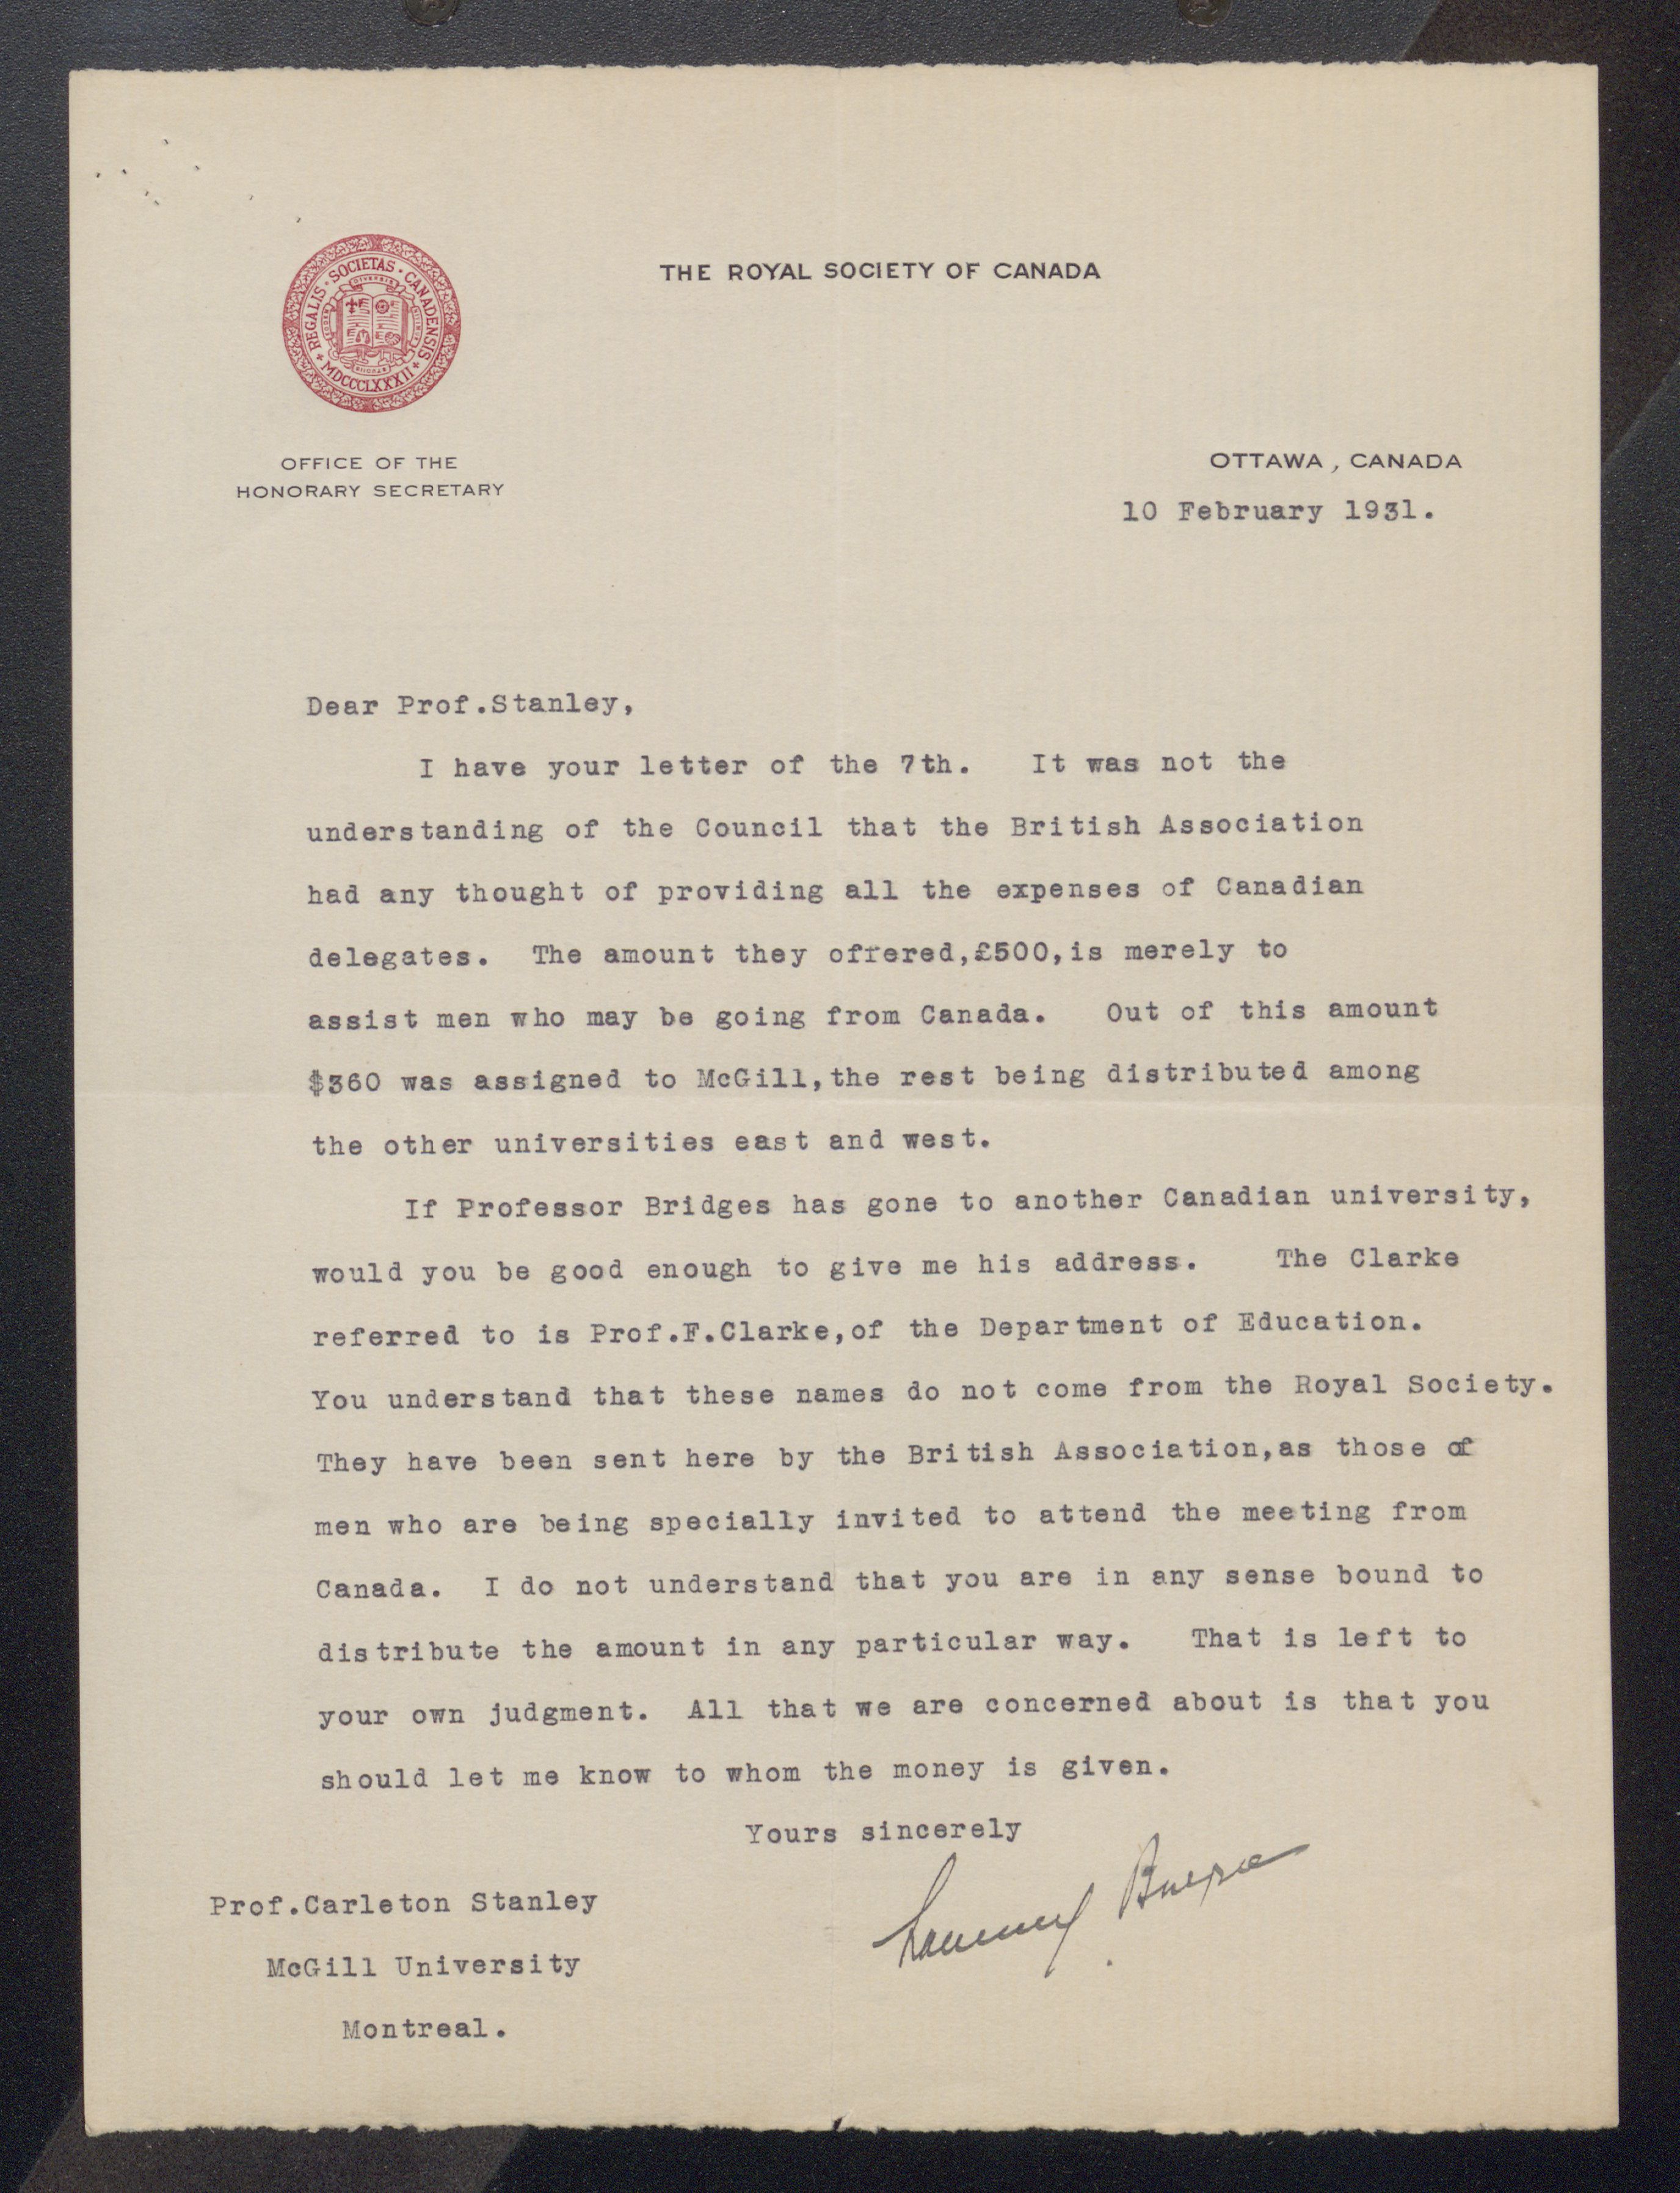 REGALIS · SOCIETAS · CANADENSIS
MDCCCLXXXII
THE ROYAL SOCIETY OF CANADA
OFFICE OF THE
HONORARY SECRETARY
OTTAWA, CANADA
10 February 1931.
Dear Prof.Stanley,
I have your letter of the 7th. It was not the
understanding of the Council that the British Association
had any thought of providing all the expenses of Canadian
delegates. The amount they offered,£500,is merely to
assist men who may be going from Canada. Out of this amount
$360 was assigned to McGill,the rest being distributed among
the other universities east and west.
If Professor Bridges has gone to another Canadian university,
would you be good enough to give me his address. The Clarke
referred to is Prof.F.Clarke,of the Department of Education.
You understand that these names do not come from the Royal Society.
They have been sent here by the British Association,as those of
men who are being specially invited to attend the meeting from
Canada. I do not understand that you are in any sense bound to
distribute the amount in any particular way. That is left to
your own judgment. All that we are concerned about is that you
should let me know to whom the money is given.
Yours sincerely
Prof.Carleton Stanley
McGill University
Montreal.